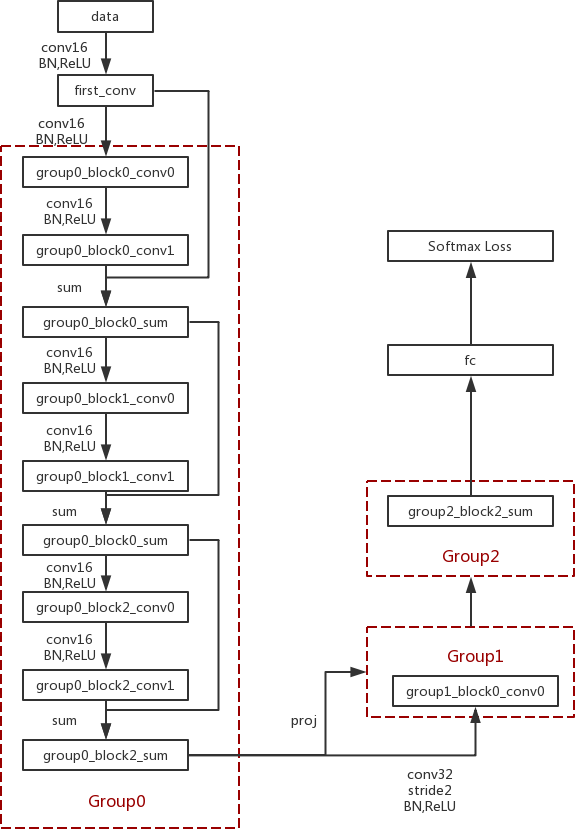 data
conv16
BN,ReLU
first_conv
conv16
BN,ReLU
group0_block0_conv0
conv16
BN,ReLU
group0_block0_conv1
sum
group0_block0_sum
conv16
BN,ReLU
group0_block1_conv0
conv16
BN,ReLU
group0_block1_conv1
sum
group0_block0_sum
conv16
BN,ReLU
group0_block2_conv0
conv16
BN,ReLU
group0_block2_conv1
sum
group0_block2_sum
Group0
proj
conv32
stride2
BN,ReLU
Group1
group1_block0_conv0
group2_block2_sum
Group2
fc
Softmax Loss